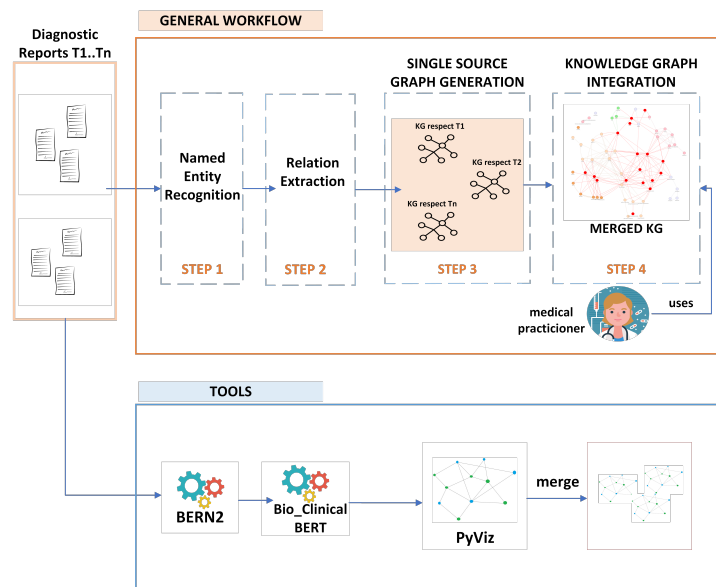 GENERAL WORKFLOW
Diagnostic
Reports T1..Tn
SINGLE SOURCE
GRAPH GENERATION
KNOWLEDGE GRAPH
INTEGRATION
Named
Entity
Recognition
Relation
Extraction
KG respect T1
KG respect T2
KG respect Tn
MERGED KG
STEP 1
STEP 2
STEP 3
STEP 4
medical
practicioner
uses
TOOLS
BERN2
Bio_Clinical
BERT
PyViz
merge